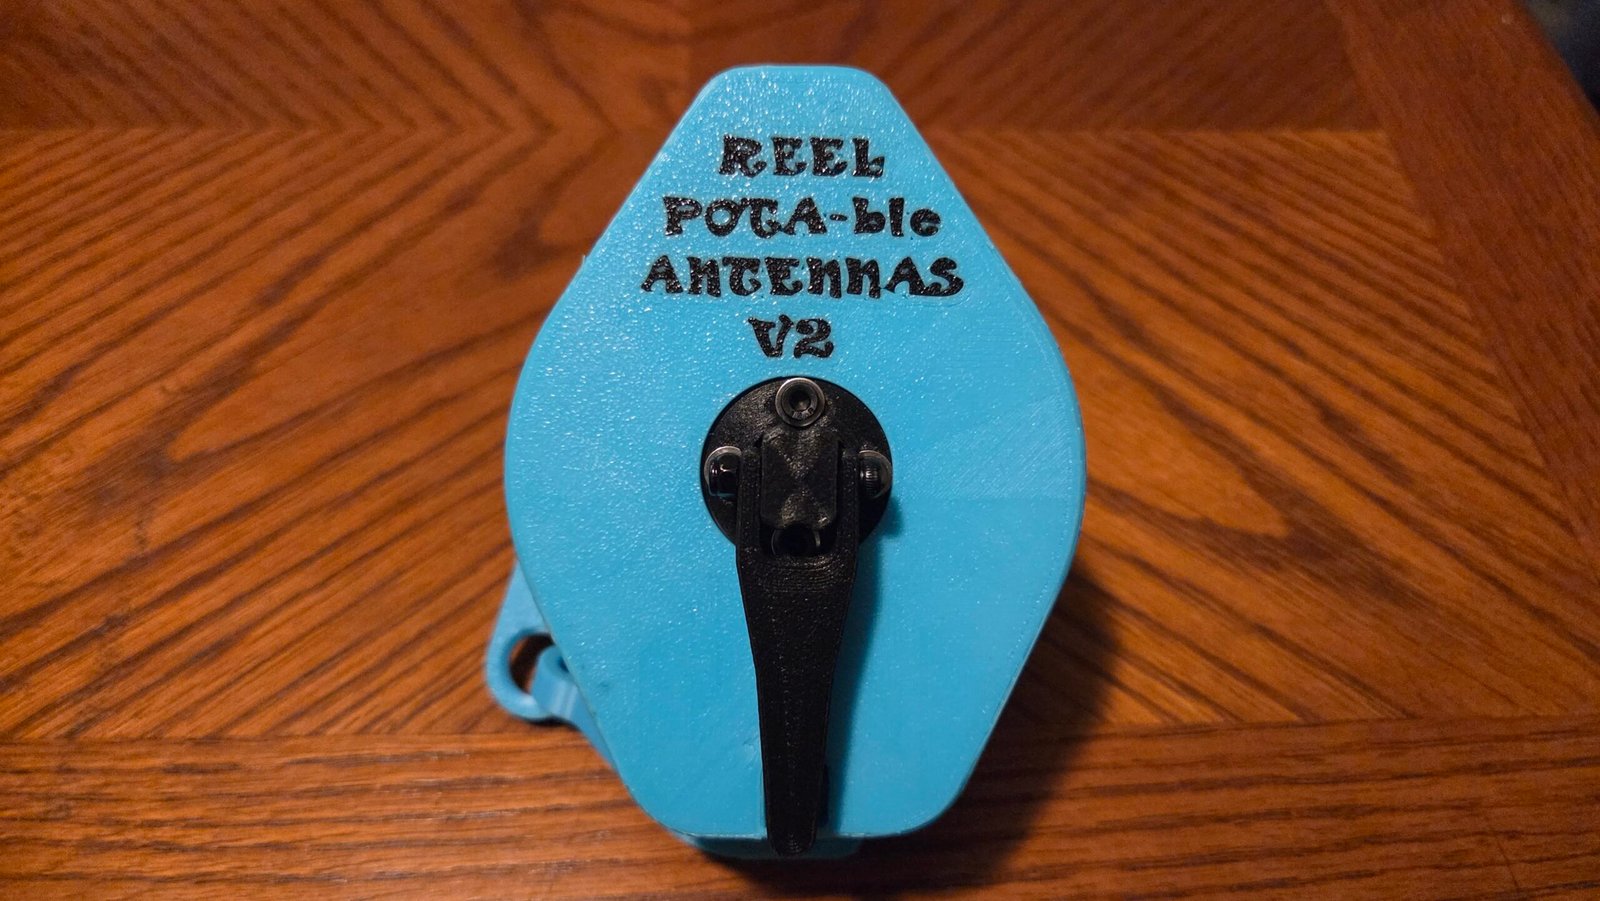 REEL
POTA-ble
ANTENNAS
V2